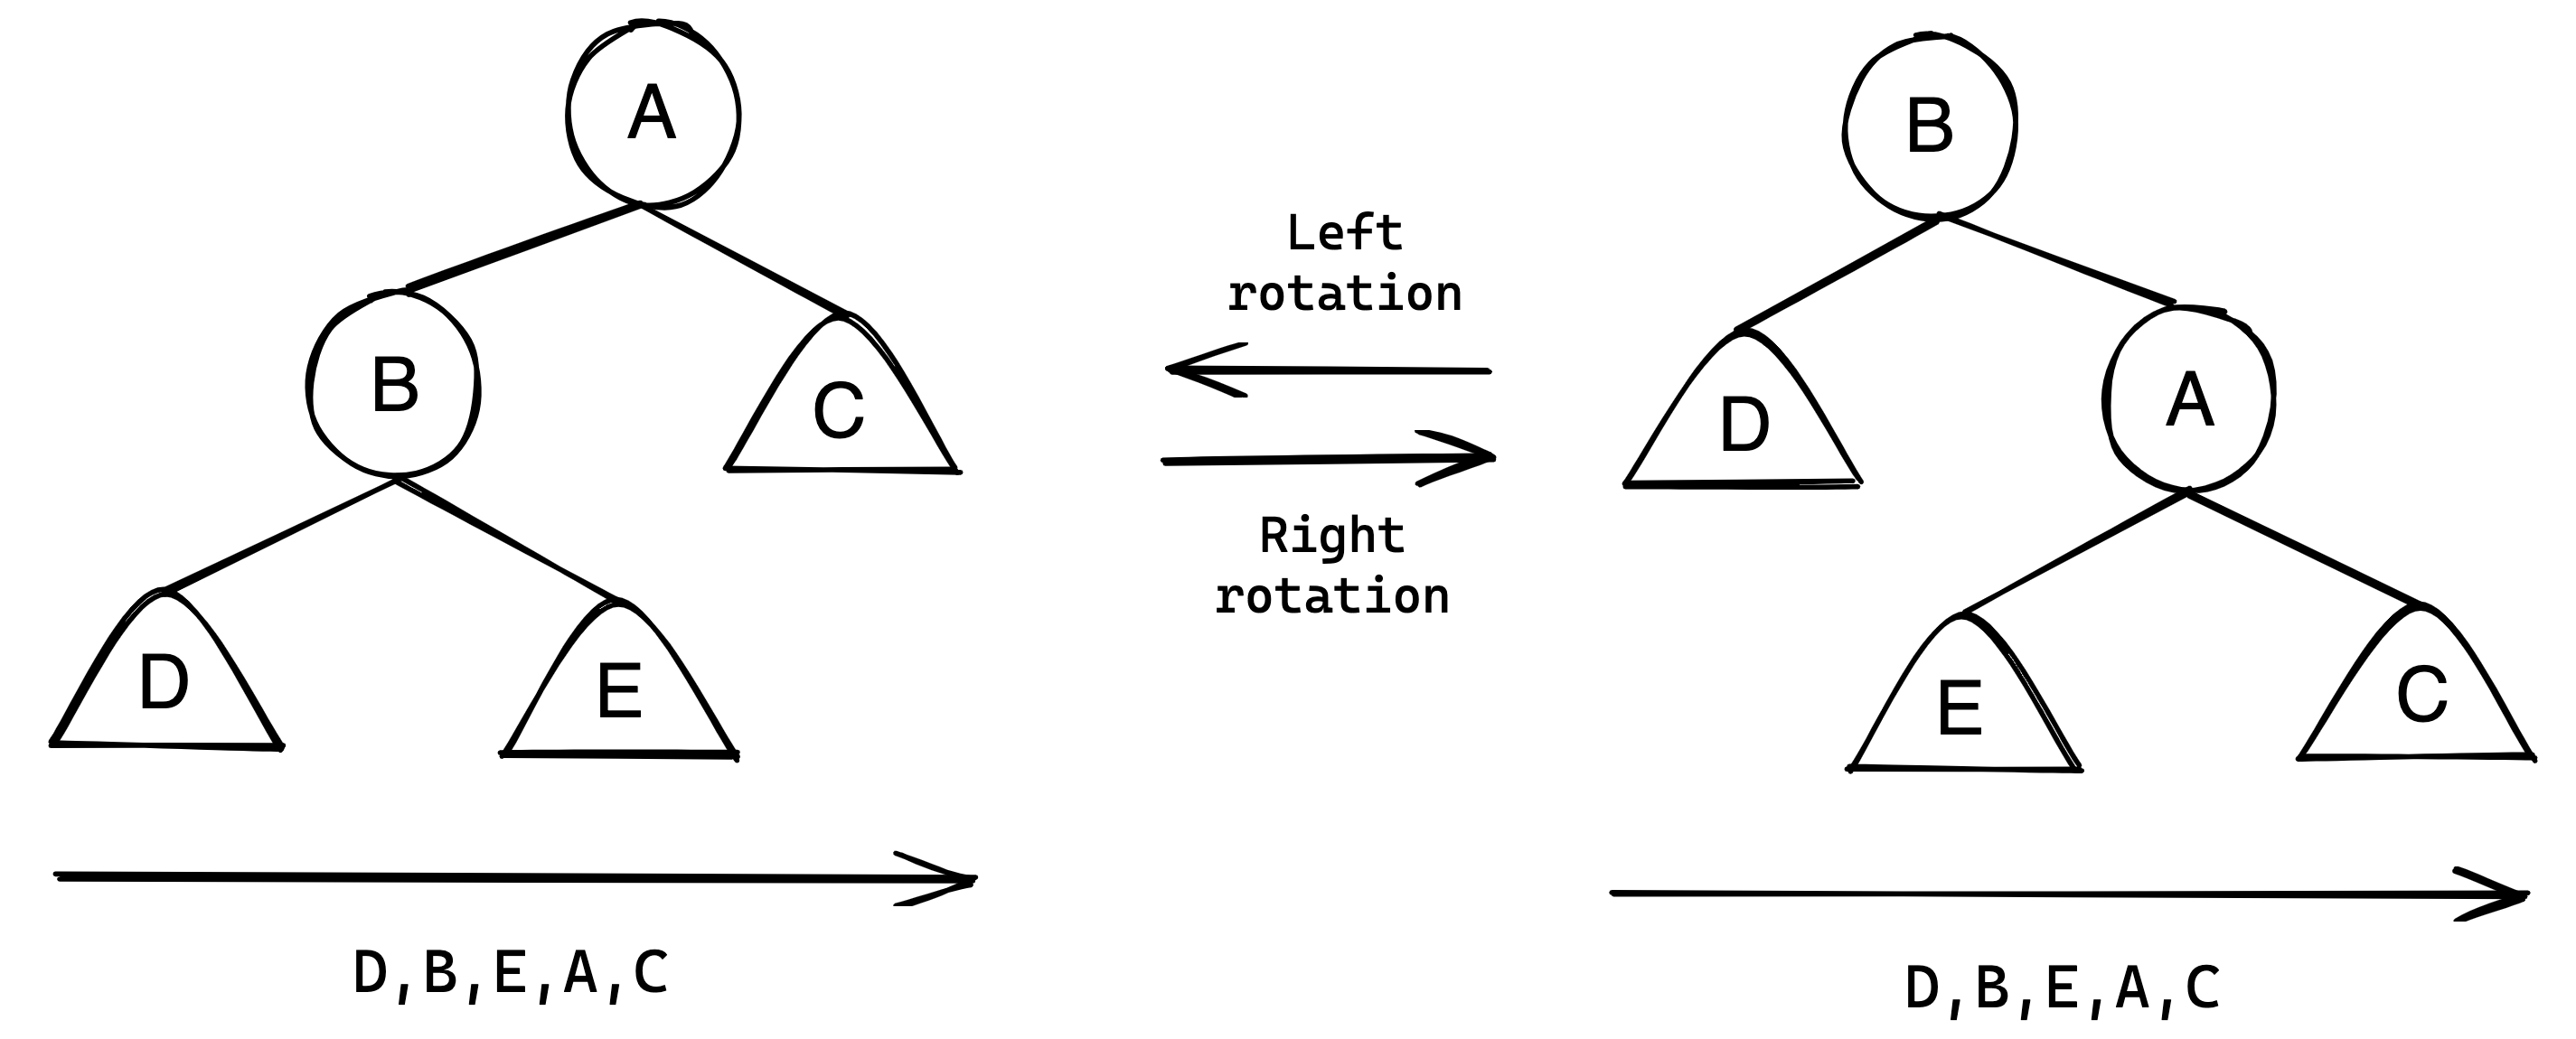 A
B
C
D
E
Left
rotation
Right
rotation
B
D
A
E
C
D,B,E,A,C
D,B,E,A,C